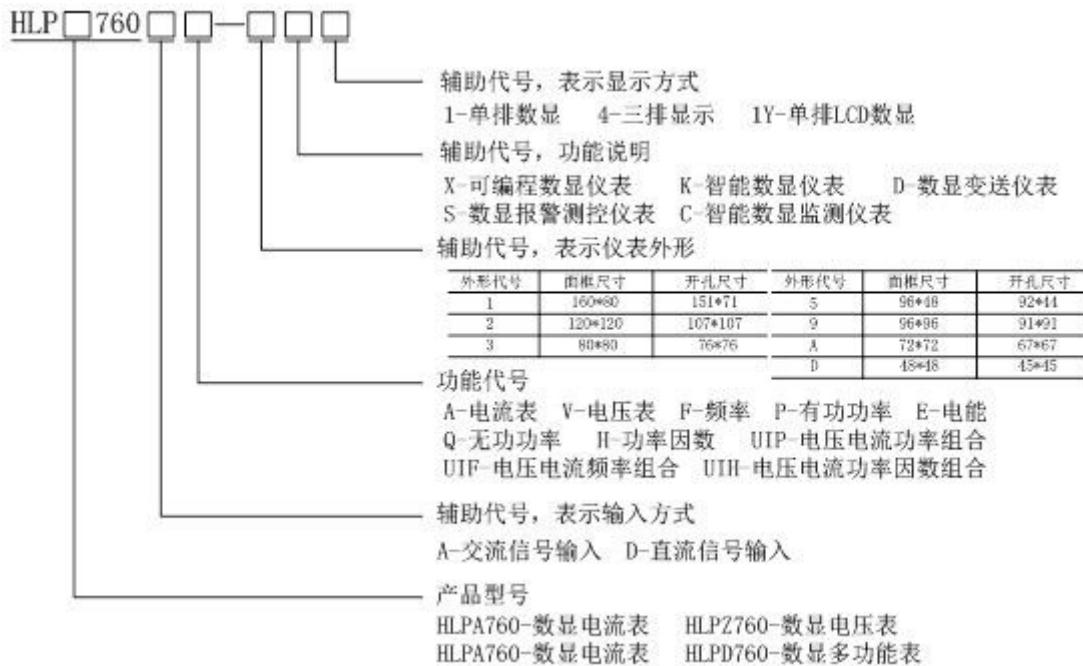 HLP□760□□—□□□
辅助代号，表示显示方式
1-单排数显 4-三排显示 1Y-单排LCD数显
辅助代号，功能说明
X-可编程数显仪表 K-智能数显仪表 D-数显变送仪表
S-数显报警测控仪表 C-智能数显监测仪表
辅助代号，表示仪表外形
外形代号 面框尺寸 开孔尺寸 外形代号 面框尺寸 开孔尺寸
1 160*80 151*71 5 96*48 92*44
2 120*120 107*107 9 96*96 91*91
3 80*80 76*76 A 72*72 67*67
D 48*48 45*45
功能代号
A-电流表 V-电压表 F-频率 P-有功功率 E-电能
Q-无功功率 H-功率因数 UIP-电压电流功率组合
UIF-电压电流频率组合 UIH-电压电流功率因数组合
辅助代号，表示输入方式
A-交流信号输入 D-直流信号输入
产品型号
HLPA760-数显电流表 HLPZ760-数显电压表
HLPA760-数显电流表 HLPD760-数显多功能表